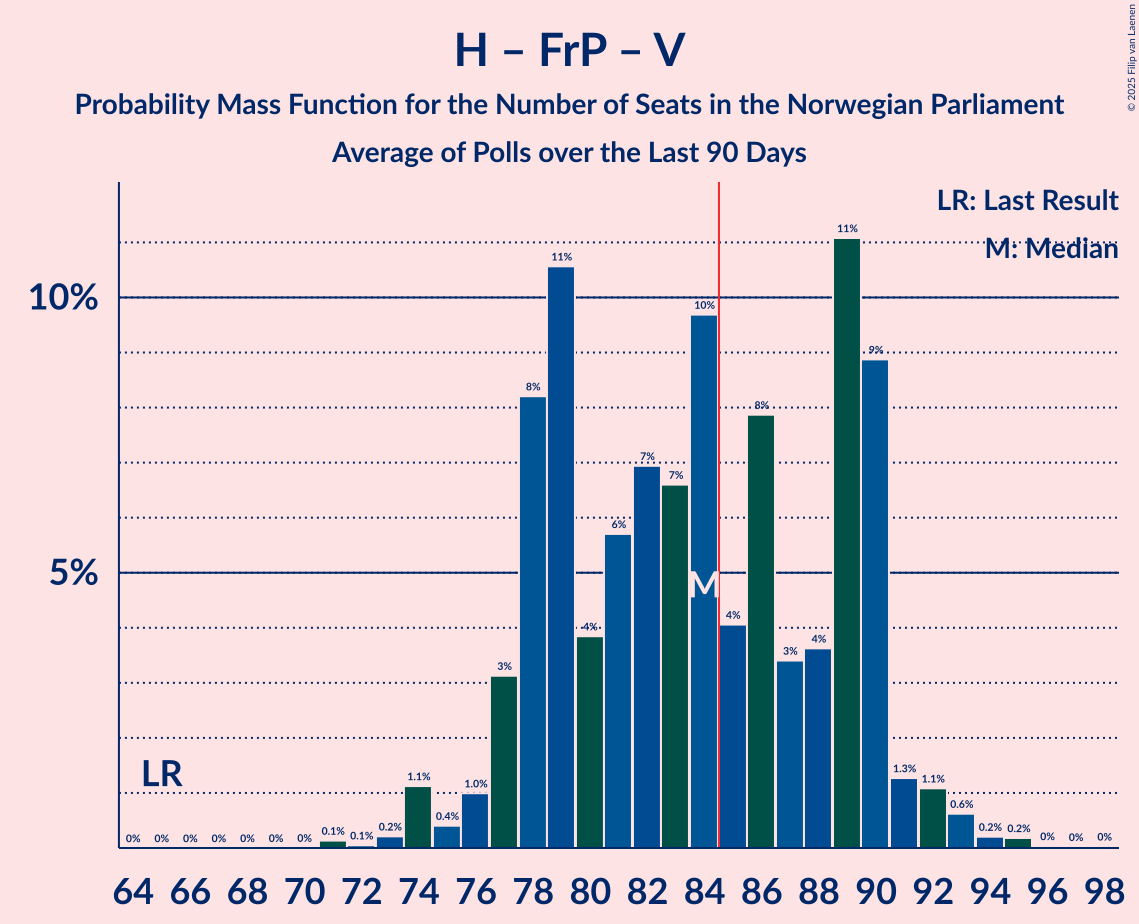 H – FrP – V
Probability Mass Function for the Number of Seats in the Norwegian Parliament
Average of Polls over the Last 90 Days
© 2025 Filip van Laenen
LR: Last Result
M: Median
10%
5%
LR
M
0% 0% 0% 0% 0% 0% 0% 0.1% 0.1% 0.2% 1.1% 0.4% 1.0% 3% 8% 11% 4% 6% 7% 7% 10% 4% 8% 3% 4% 11% 9% 1.3% 1.1% 0.6% 0.2% 0.2% 0% 0% 0%
64 66 68 70 72 74 76 78 80 82 84 86 88 90 92 94 96 98